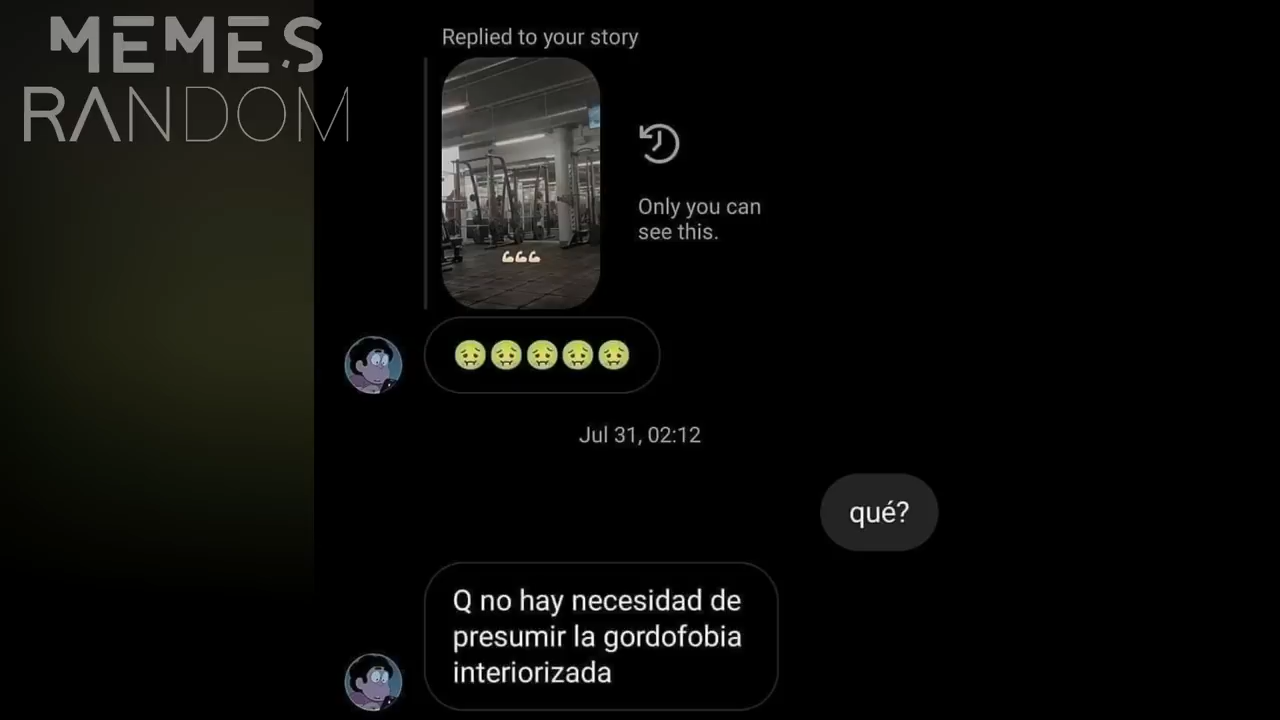 MEMES
RANDOM
Replied to your story
Only you can
see this.
💪🏻💪🏻💪🏻
🤢🤢🤢🤢🤢
Jul 31, 02:12
qué?
Q no hay necesidad de
presumir la gordofobia
interiorizada